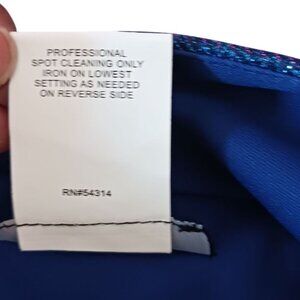 PROFESSIONAL
SPOT CLEANING ONLY
IRON ON LOWEST
SETTING AS NEEDED
ON REVERSE SIDE
RN#54314